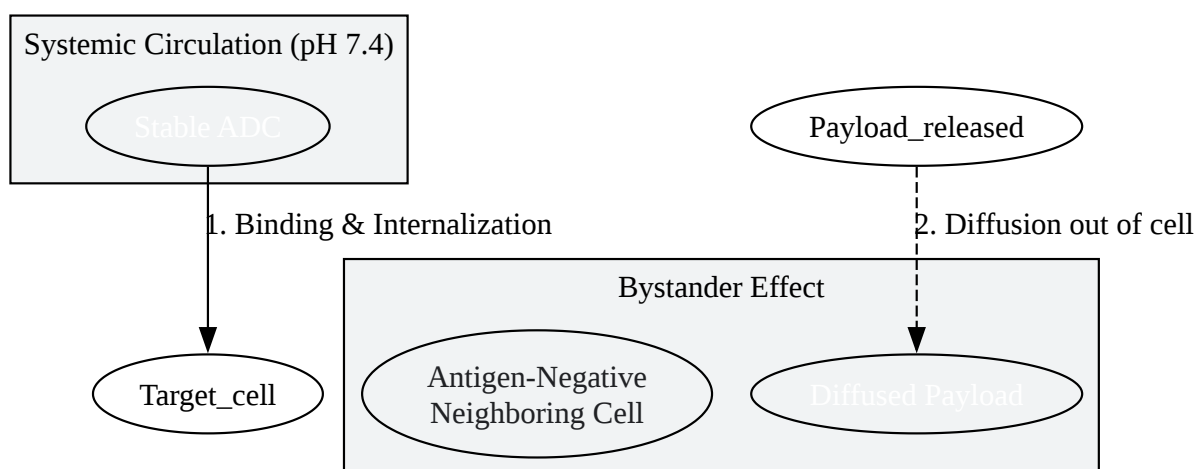 Systemic Circulation (pH 7.4)
Stable ADC
Payload_released
1. Binding & Internalization
2. Diffusion out of cell
Bystander Effect
Target_cell
Antigen-Negative
Neighboring Cell
Diffused Payload